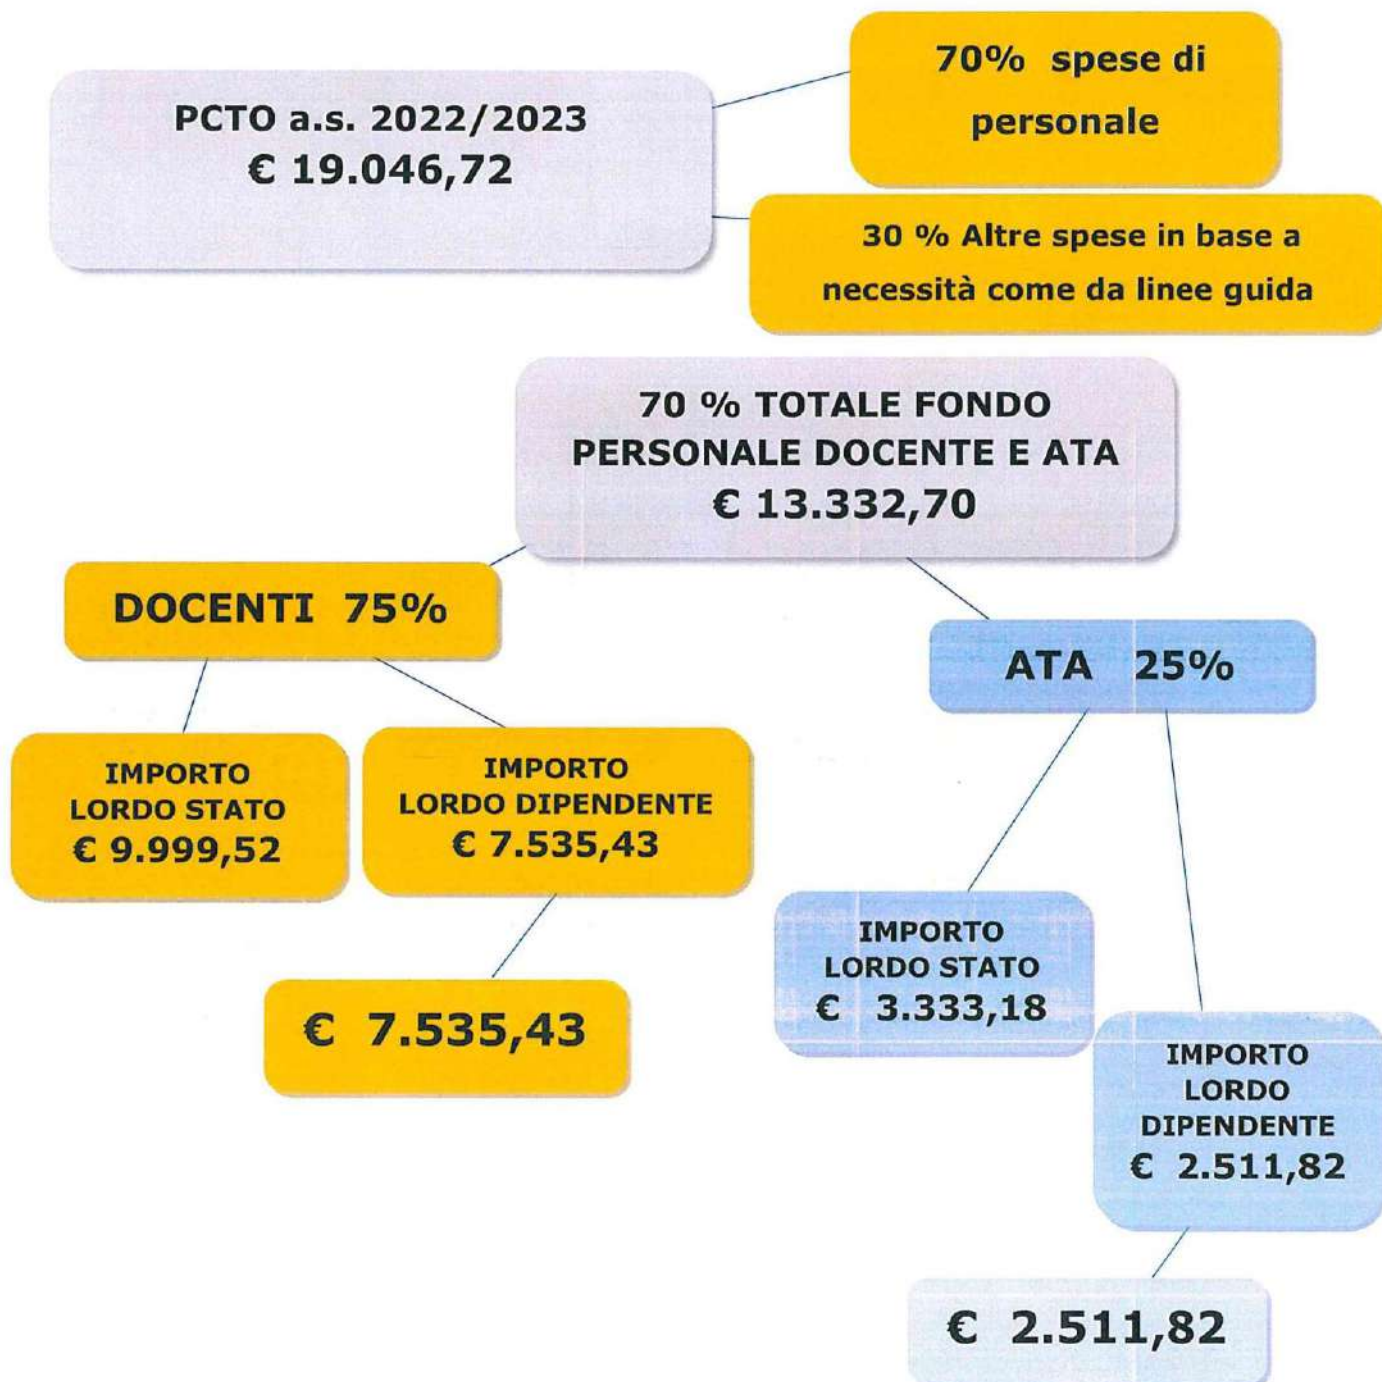 PCTO a.s. 2022/2023
€ 19.046,72
70% spese di
personale
30 % Altre spese in base a
necessità come da linee guida
70 % TOTALE FONDO
PERSONALE DOCENTE E ATA
€ 13.332,70
DOCENTI 75%
ATA 25%
IMPORTO
LORDO STATO
€ 9.999,52
IMPORTO
LORDO DIPENDENTE
€ 7.535,43
€ 7.535,43
IMPORTO
LORDO STATO
€ 3.333,18
IMPORTO
LORDO
DIPENDENTE
€ 2.511,82
€ 2.511,82